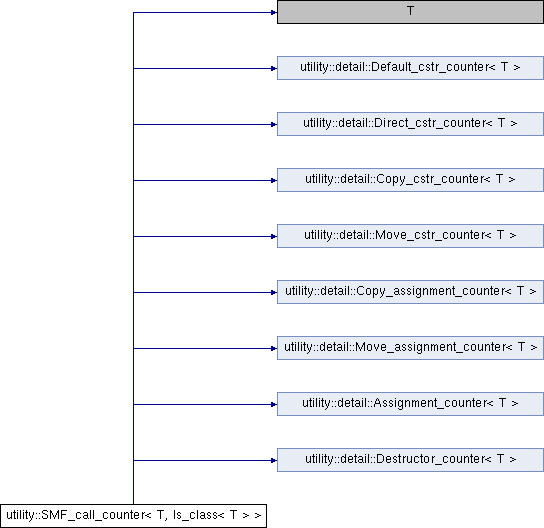 T
utility::detail::Default_cstr_counter< T >
utility::detail::Direct_cstr_counter< T >
utility::detail::Copy_cstr_counter< T >
utility::detail::Move_cstr_counter< T >
utility::detail::Copy_assignment_counter< T >
utility::detail::Move_assignment_counter< T >
utility::detail::Assignment_counter< T >
utility::detail::Destructor_counter< T >
utility::SMF_call_counter< T, Is_class< T > >